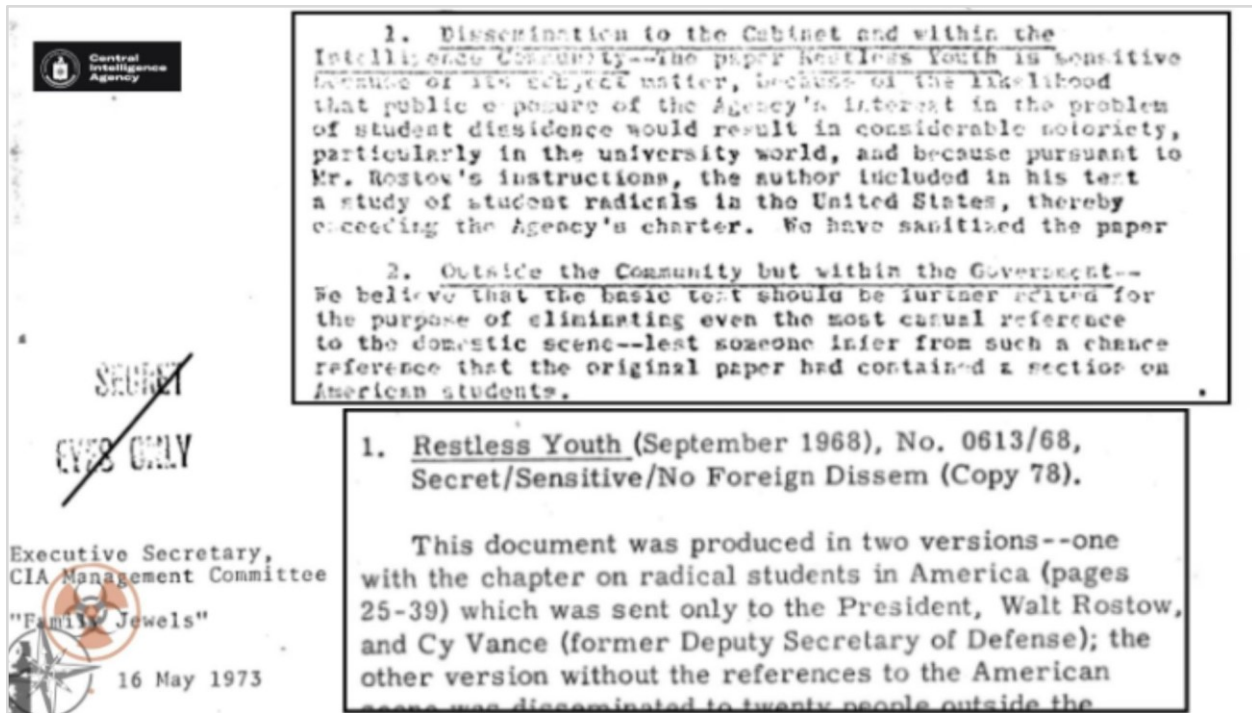 Central
Intelligence
Agency
1. Dissemination to the Cabinet and within the
Intelligence Community--The paper Restless Youth is sensitive
because of its subject matter, because of the likelihood
that public exposure of the Agency's interest in the problem
of student dissidence would result in considerable notoriety,
particularly in the university world, and because pursuant to
Mr. Rostow's instructions, the author included in his text
a study of student radicals in the United States, thereby
exceeding the Agency's charter. We have sanitized the paper
2. Outside the Community but within the Government--
We believe that the basic text should be further edited for
the purpose of eliminating even the most casual reference
to the domestic scene--lest someone infer from such a chance
reference that the original paper had contained a section on
American students.
SECRET
EYES ONLY
1. Restless Youth (September 1968), No. 0613/68,
Secret/Sensitive/No Foreign Dissem (Copy 78).
This document was produced in two versions--one
with the chapter on radical students in America (pages
25-39) which was sent only to the President, Walt Rostow,
and Cy Vance (former Deputy Secretary of Defense); the
other version without the references to the American
scene was disseminated to twenty people outside the
Executive Secretary,
CIA Management Committee
"Family Jewels"
16 May 1973